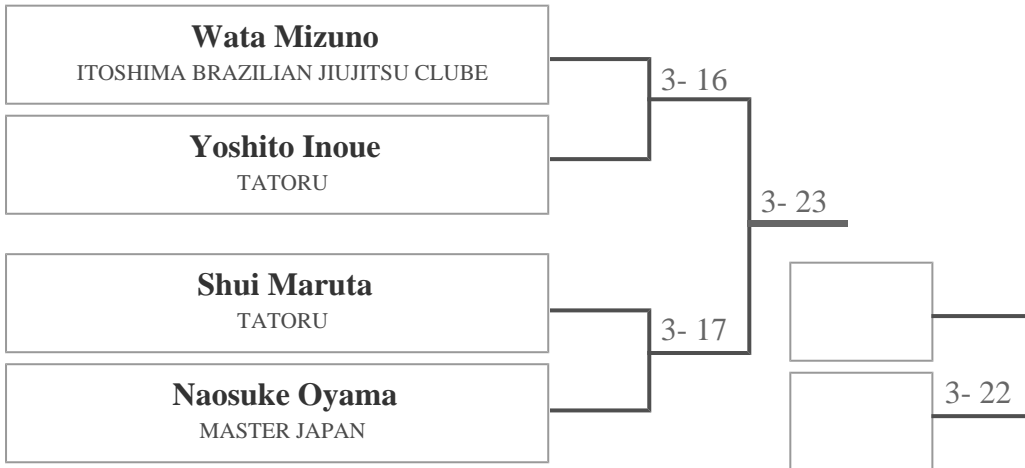 Wata Mizuno
ITOSHIMA BRAZILIAN JIUJITSU CLUBE
3- 16
Yoshito Inoue
TATORU
3- 23
Shui Maruta
TATORU
3- 17
Naosuke Oyama
MASTER JAPAN
3- 22